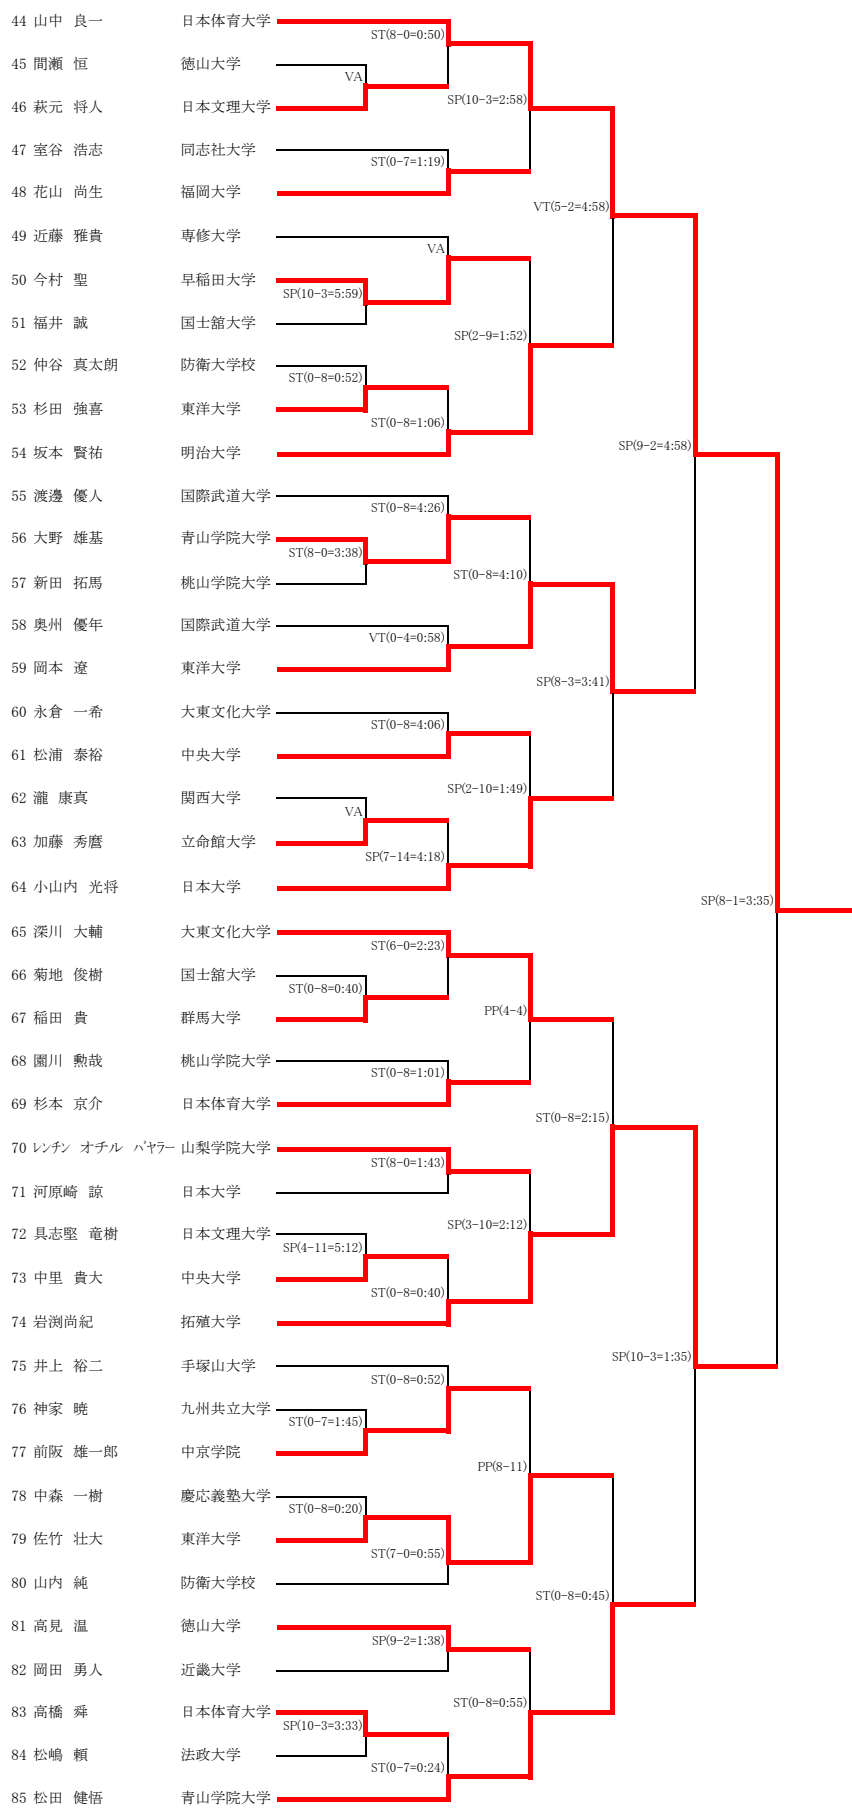 44 山中 良一 日本体育大学
ST(8-0=0:50)
45 間瀬 恒 徳山大学
VA
46 萩元 将人 日本文理大学
SP(10-3=2:58)
47 室谷 浩志 同志社大学
ST(0-7=1:19)
48 花山 尚生 福岡大学
VT(5-2=4:58)
49 近藤 雅貴 専修大学
VA
50 今村 聖 早稲田大学
SP(10-3=5:59)
51 福井 誠 国士舘大学
SP(2-9=1:52)
52 仲谷 真太朗 防衛大学校
ST(0-8=0:52)
53 杉田 強喜 東洋大学
ST(0-8=1:06)
54 坂本 賢祐 明治大学
SP(9-2=4:58)
55 渡邊 優人 国際武道大学
ST(0-8=4:26)
56 大野 雄基 青山学院大学
ST(8-0=3:38)
57 新田 拓馬 桃山学院大学
ST(0-8=4:10)
58 奥州 優年 国際武道大学
VT(0-4=0:58)
59 岡本 遼 東洋大学
SP(8-3=3:41)
60 永倉 一希 大東文化大学
ST(0-8=4:06)
61 松浦 泰裕 中央大学
SP(2-10=1:49)
62 瀧 康真 関西大学
VA
63 加藤 秀麿 立命館大学
SP(7-14=4:18)
64 小山内 光将 日本大学
SP(8-1=3:35)
65 深川 大輔 大東文化大学
ST(6-0=2:23)
66 菊地 俊樹 国士舘大学
ST(0-8=0:40)
67 稲田 貴 群馬大学
PP(4-4)
68 園川 勲哉 桃山学院大学
ST(0-8=1:01)
69 杉本 京介 日本体育大学
ST(0-8=2:15)
70 レンチン オチル バヤラー 山梨学院大学
ST(8-0=1:43)
71 河原崎 諒 日本大学
SP(3-10=2:12)
72 具志堅 竜樹 日本文理大学
SP(4-11=5:12)
73 中里 貴大 中央大学
ST(0-8=0:40)
74 岩渕尚紀 拓殖大学
SP(10-3=1:35)
75 井上 裕二 手塚山大学
ST(0-8=0:52)
76 神家 暁 九州共立大学
ST(0-7=1:45)
77 前阪 雄一郎 中京学院
PP(8-11)
78 中森 一樹 慶応義塾大学
ST(0-8=0:20)
79 佐竹 壮大 東洋大学
ST(7-0=0:55)
80 山内 純 防衛大学校
ST(0-8=0:45)
81 高見 温 徳山大学
SP(9-2=1:38)
82 岡田 勇人 近畿大学
ST(0-8=0:55)
83 高橋 舜 日本体育大学
SP(10-3=3:33)
84 松嶋 頼 法政大学
ST(0-7=0:24)
85 松田 健悟 青山学院大学